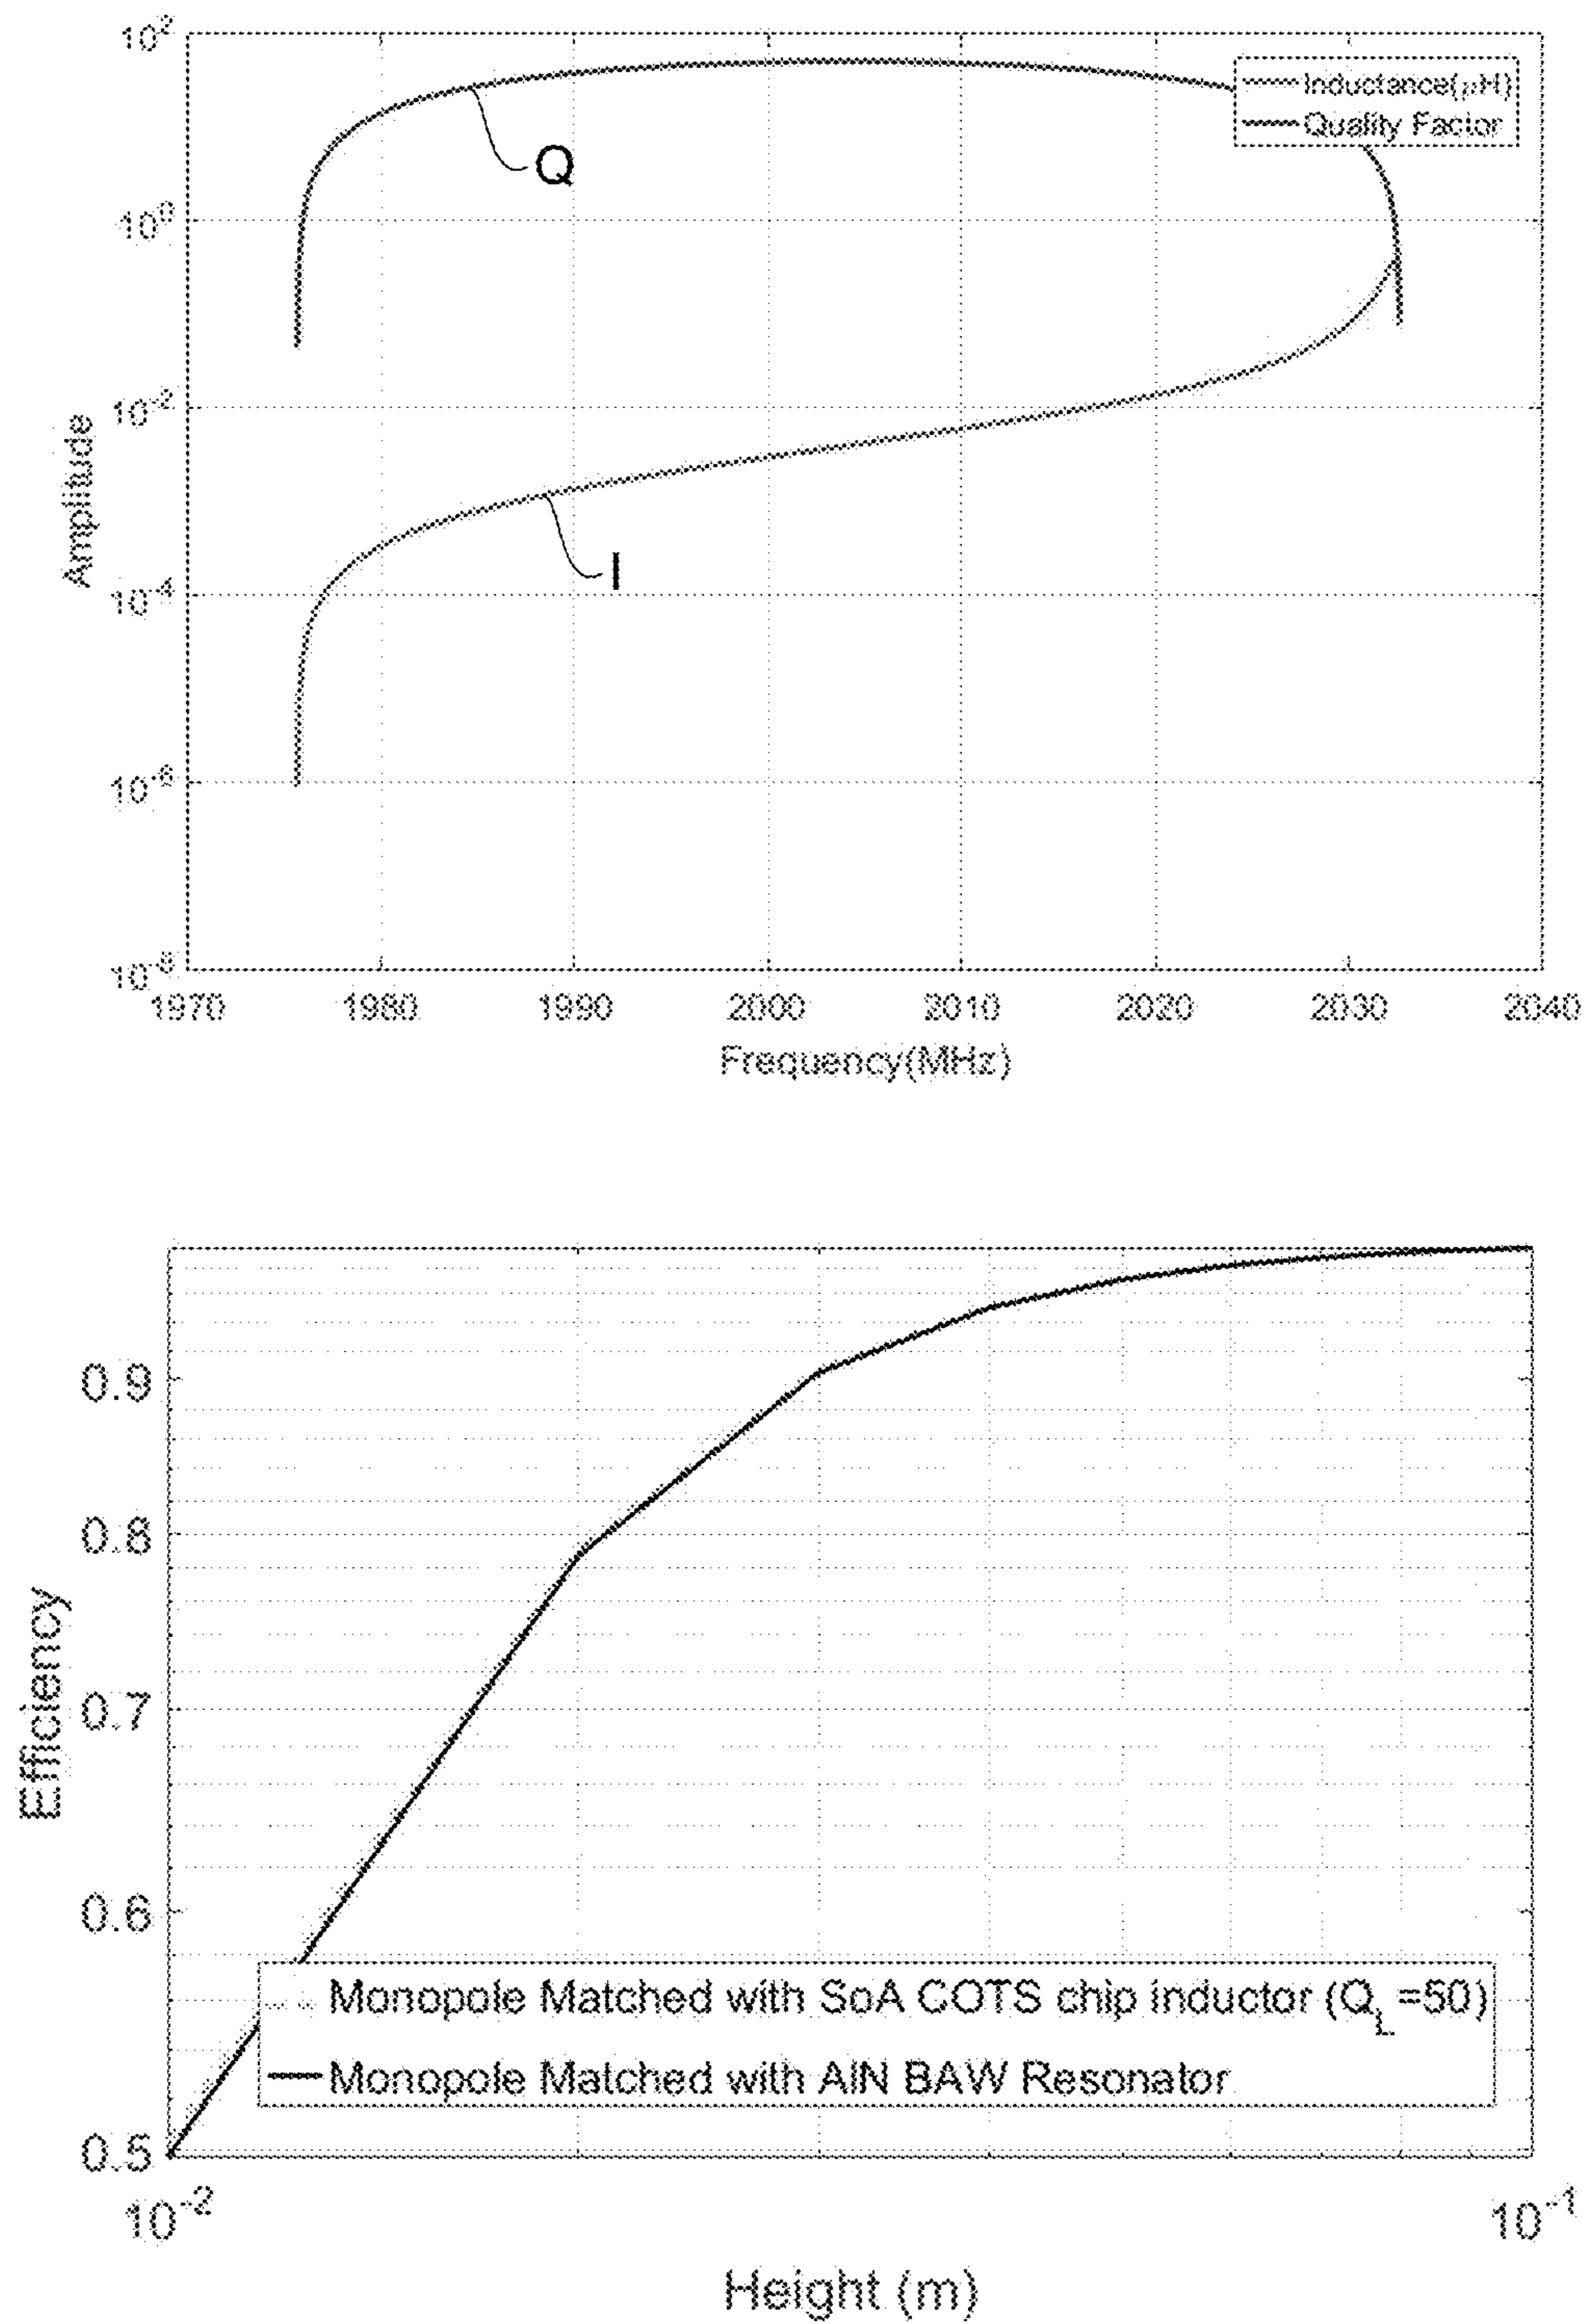 10^2
Inductance(μH)
Quality Factor
Q
10^0
10^-2
Amplitude
I
10^-4
10^-6
10^-8
1970 1980 1990 2000 2010 2020 2030 2040
Frequency(MHz)
0.9
0.8
Efficiency
0.7
0.6
Monopole Matched with SoA COTS chip inductor (Q_L=50)
Monopole Matched with AlN BAW Resonator
0.5
10^-2 10^-1
Height (m)